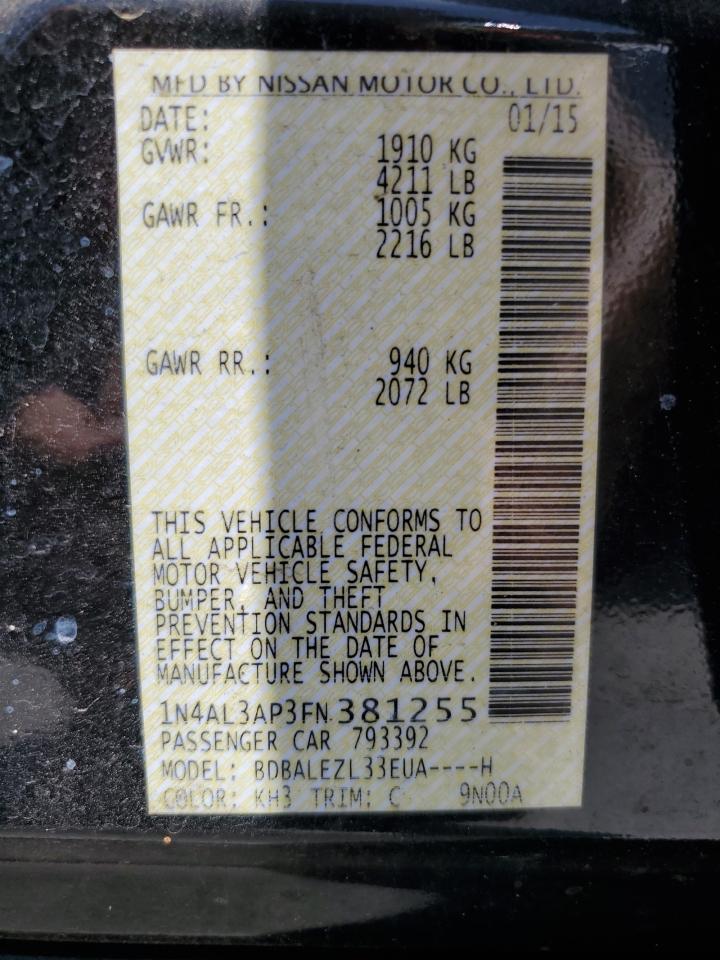 MFD BY NISSAN MOTOR CO., LTD.
DATE: 01/15
GVWR: 1910 KG
4211 LB
GAWR FR.: 1005 KG
2216 LB
GAWR RR.: 940 KG
2072 LB
THIS VEHICLE CONFORMS TO
ALL APPLICABLE FEDERAL
MOTOR VEHICLE SAFETY,
BUMPER, AND THEFT
PREVENTION STANDARDS IN
EFFECT ON THE DATE OF
MANUFACTURE SHOWN ABOVE.
1N4AL3AP3FN 381255
PASSENGER CAR 793392
MODEL: BDBALEZL33EUA----H
COLOR: KH3 TRIM: C 9N00A